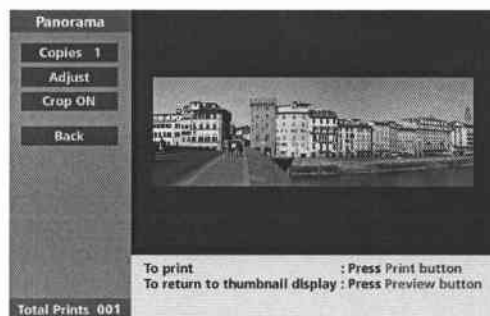 Panorama
Copies 1
Adjust
Crop ON
Back
Total Prints 001
To print : Press Print button
To return to thumbnail display : Press Preview button